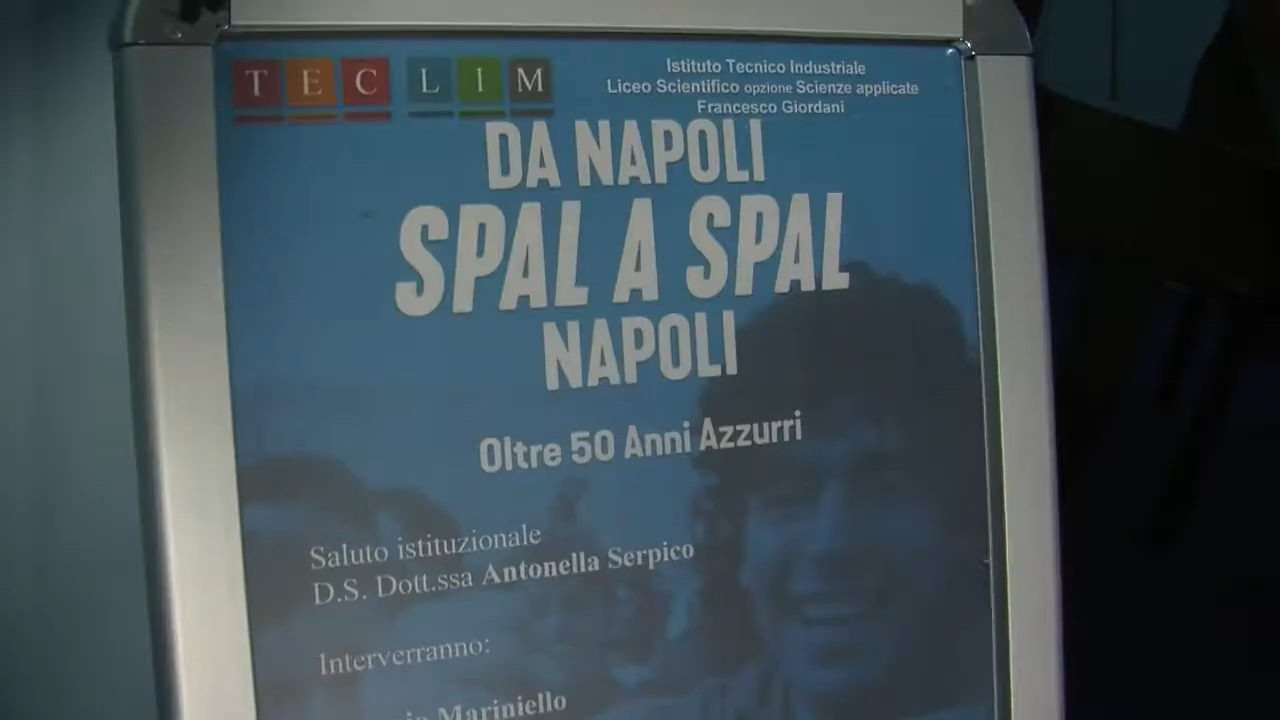 TEC LIM
Istituto Tecnico Industriale
Liceo Scientifico opzione Scienze applicate
Francesco Giordani
DA NAPOLI
SPAL A SPAL
NAPOLI
Oltre 50 Anni Azzurri
Saluto istituzionale
D.S. Dott.ssa Antonella Serpico
Interverranno:
Mariniello